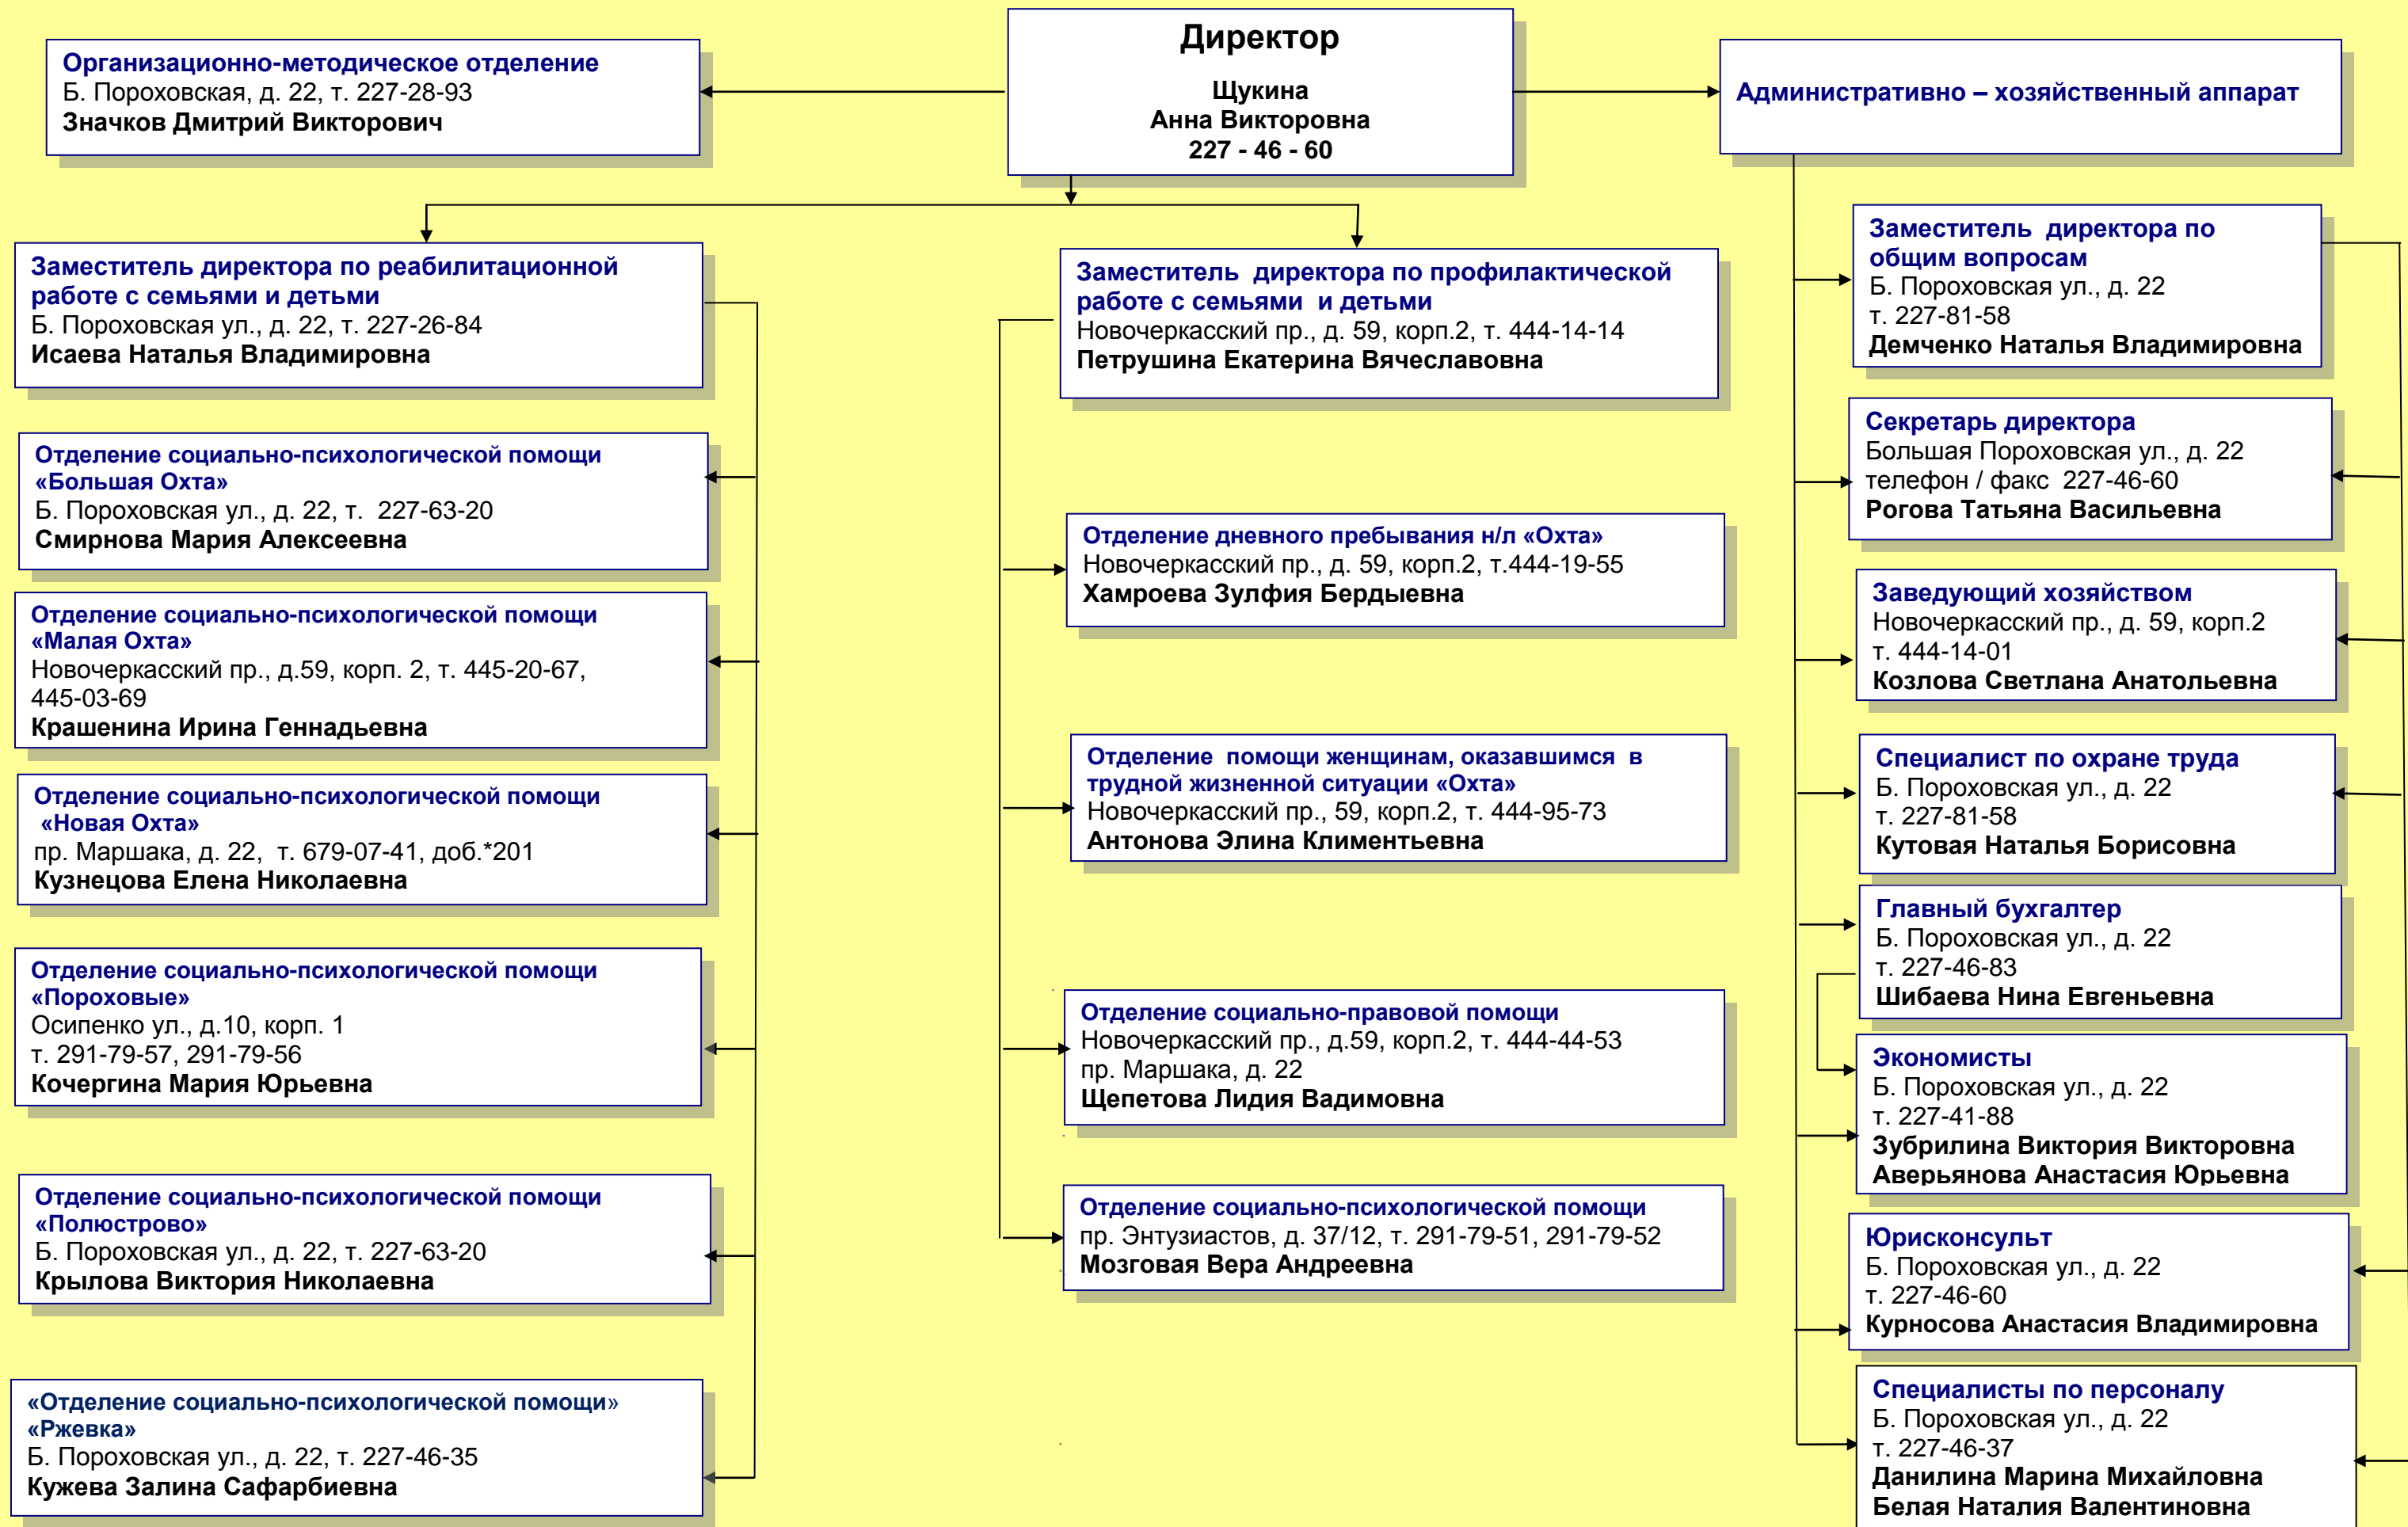 Директор
Щукина
Анна Викторовна
227 - 46 - 60
Организационно-методическое отделение
Б. Пороховская, д. 22, т. 227-28-93
Значков Дмитрий Викторович
Административно – хозяйственный аппарат
Заместитель директора по реабилитационной
работе с семьями и детьми
Б. Пороховская ул., д. 22, т. 227-26-84
Исаева Наталья Владимировна
Отделение социально-психологической помощи
«Большая Охта»
Б. Пороховская ул., д. 22, т. 227-63-20
Смирнова Мария Алексеевна
Отделение социально-психологической помощи
«Малая Охта»
Новочеркасский пр., д.59, корп. 2, т. 445-20-67,
445-03-69
Крашенина Ирина Геннадьевна
Отделение социально-психологической помощи
«Новая Охта»
пр. Маршака, д. 22, т. 679-07-41, доб.*201
Кузнецова Елена Николаевна
Отделение социально-психологической помощи
«Пороховые»
Осипенко ул., д.10, корп. 1
т. 291-79-57, 291-79-56
Кочергина Мария Юрьевна
Отделение социально-психологической помощи
«Полюстрово»
Б. Пороховская ул., д. 22, т. 227-63-20
Крылова Виктория Николаевна
«Отделение социально-психологической помощи»
«Ржевка»
Б. Пороховская ул., д. 22, т. 227-46-35
Кужева Залина Сафарбиевна
Заместитель директора по профилактической
работе с семьями и детьми
Новочеркасский пр., д. 59, корп.2, т. 444-14-14
Петрушина Екатерина Вячеславовна
Отделение дневного пребывания н/л «Охта»
Новочеркасский пр., д. 59, корп.2, т.444-19-55
Хамроева Зулфия Бердыевна
Отделение помощи женщинам, оказавшимся в
трудной жизненной ситуации «Охта»
Новочеркасский пр., 59, корп.2, т. 444-95-73
Антонова Элина Климентьевна
Отделение социально-правовой помощи
Новочеркасский пр., д.59, корп.2, т. 444-44-53
пр. Маршака, д. 22
Щепетова Лидия Вадимовна
Отделение социально-психологической помощи
пр. Энтузиастов, д. 37/12, т. 291-79-51, 291-79-52
Мозговая Вера Андреевна
Заместитель директора по
общим вопросам
Б. Пороховская ул., д. 22
т. 227-81-58
Демченко Наталья Владимировна
Секретарь директора
Большая Пороховская ул., д. 22
телефон / факс 227-46-60
Рогова Татьяна Васильевна
Заведующий хозяйством
Новочеркасский пр., д. 59, корп.2
т. 444-14-01
Козлова Светлана Анатольевна
Специалист по охране труда
Б. Пороховская ул., д. 22
т. 227-81-58
Кутовая Наталья Борисовна
Главный бухгалтер
Б. Пороховская ул., д. 22
т. 227-46-83
Шибаева Нина Евгеньевна
Экономисты
Б. Пороховская ул., д. 22
т. 227-41-88
Зубрилина Виктория Викторовна
Аверьянова Анастасия Юрьевна
Юрисконсульт
Б. Пороховская ул., д. 22
т. 227-46-60
Курносова Анастасия Владимировна
Специалисты по персоналу
Б. Пороховская ул., д. 22
т. 227-46-37
Данилина Марина Михайловна
Белая Наталия Валентиновна